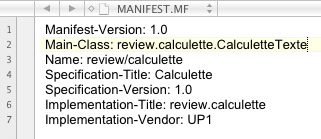 MANIFEST.MF
1 Manifest-Version: 1.0
2 Main-Class: review.calculette.CalculetteTexte
3 Name: review/calculette
4 Specification-Title: Calculette
5 Specification-Version: 1.0
6 Implementation-Title: review.calculette
7 Implementation-Vendor: UP1